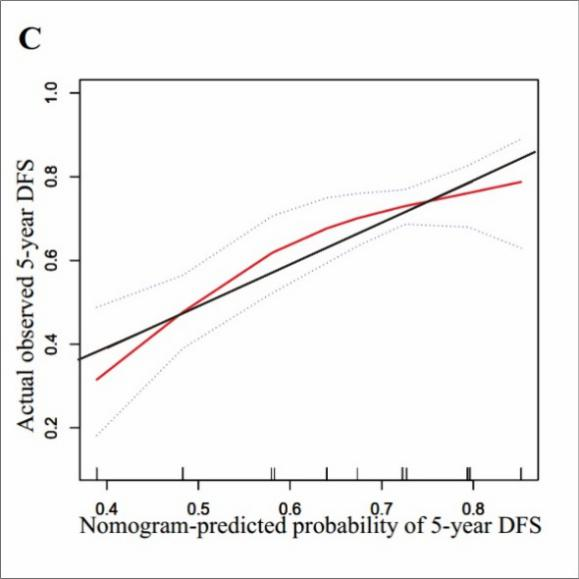 C
Actual observed 5-year DFS
1.0
0.8
0.6
0.4
0.2
0.4 0.5 0.6 0.7 0.8
Nomogram-predicted probability of 5-year DFS